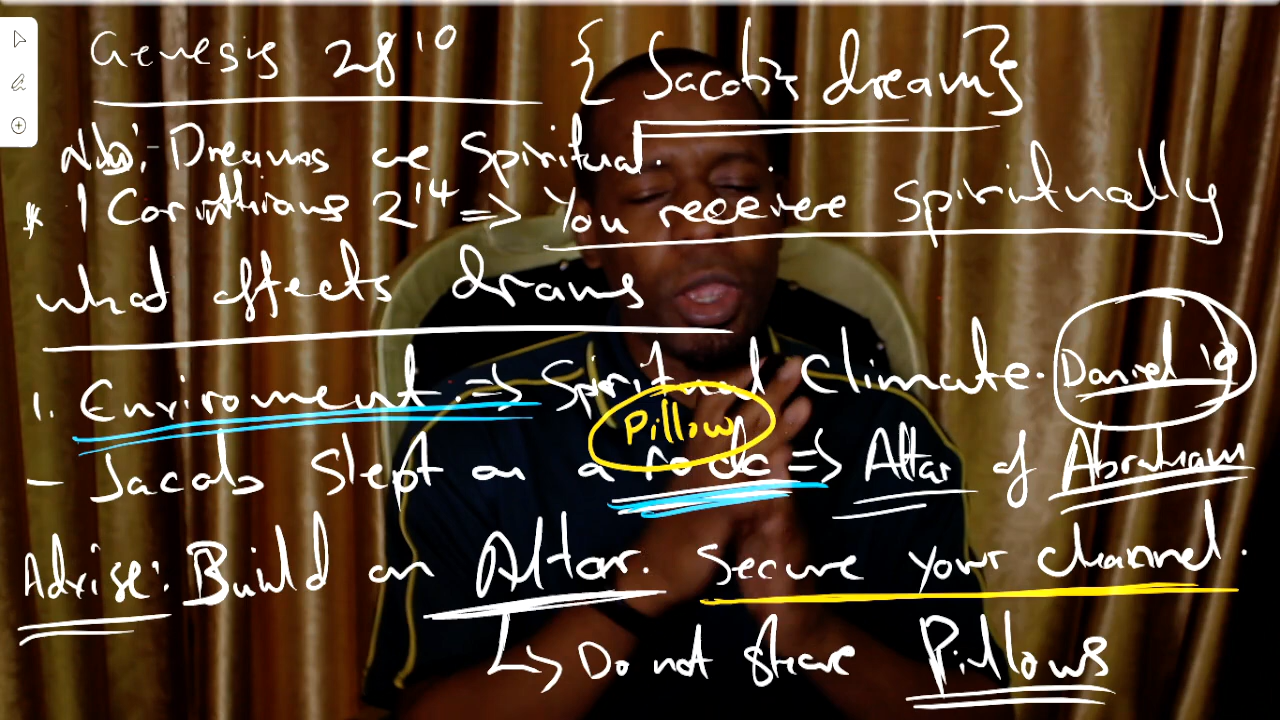 Genesis 28¹⁰ { Jacob's dream}
Nb:- Dreams are Spiritual.
* 1 Corinthians 2¹⁴ => You receive spiritually
what affects drams
1. Enviroment. => Spiritual Climate. Daniel 10
Pillow
- Jacob Slept on a rock => Altar of Abraham
Advise: Build an Altar. Secure your channel.
↳ Do not share Pillows